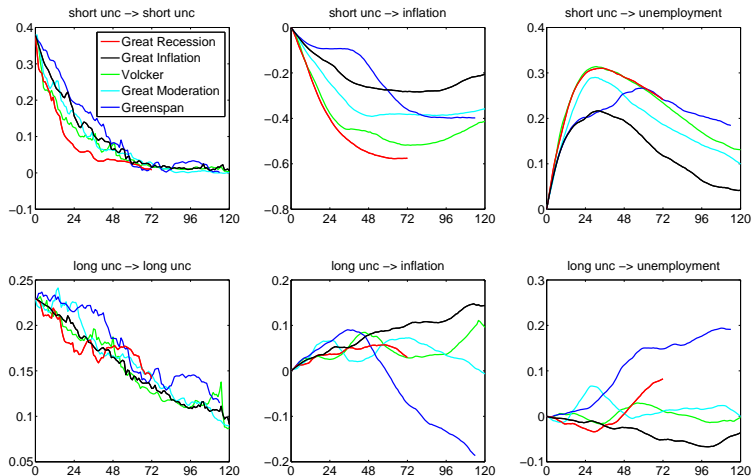 short unc -> short unc
short unc -> inflation
short unc -> unemployment
0.4
0.3
0.2
0.1
0
-0.1
0 24 48 72 96 120
Great Recession
Great Inflation
Volcker
Great Moderation
Greenspan
0
-0.2
-0.4
-0.6
-0.8
0 24 48 72 96 120
0.4
0.3
0.2
0.1
0
0 24 48 72 96 120
long unc -> long unc
long unc -> inflation
long unc -> unemployment
0.25
0.2
0.15
0.1
0.05
0 24 48 72 96 120
0.2
0.1
0
-0.1
-0.2
0 24 48 72 96 120
0.3
0.2
0.1
0
-0.1
0 24 48 72 96 120